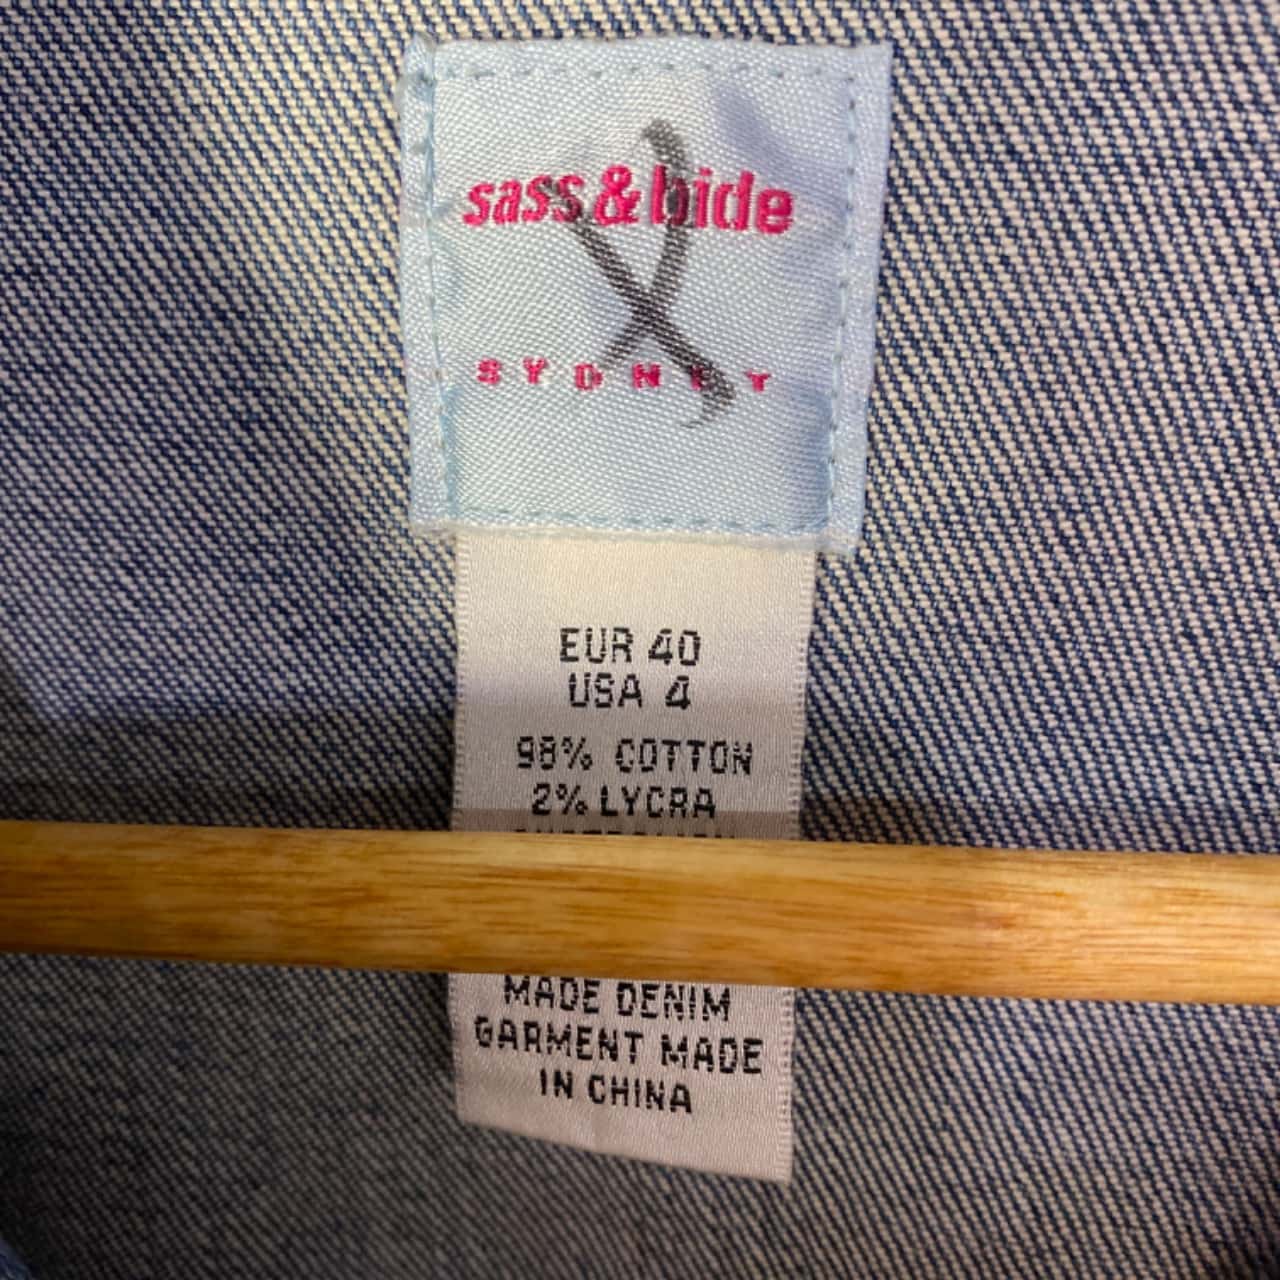 sass & bide
SYDNEY
EUR 40
USA 4
98% COTTON
2% LYCRA
MADE DENIM
GARMENT MADE
IN CHINA